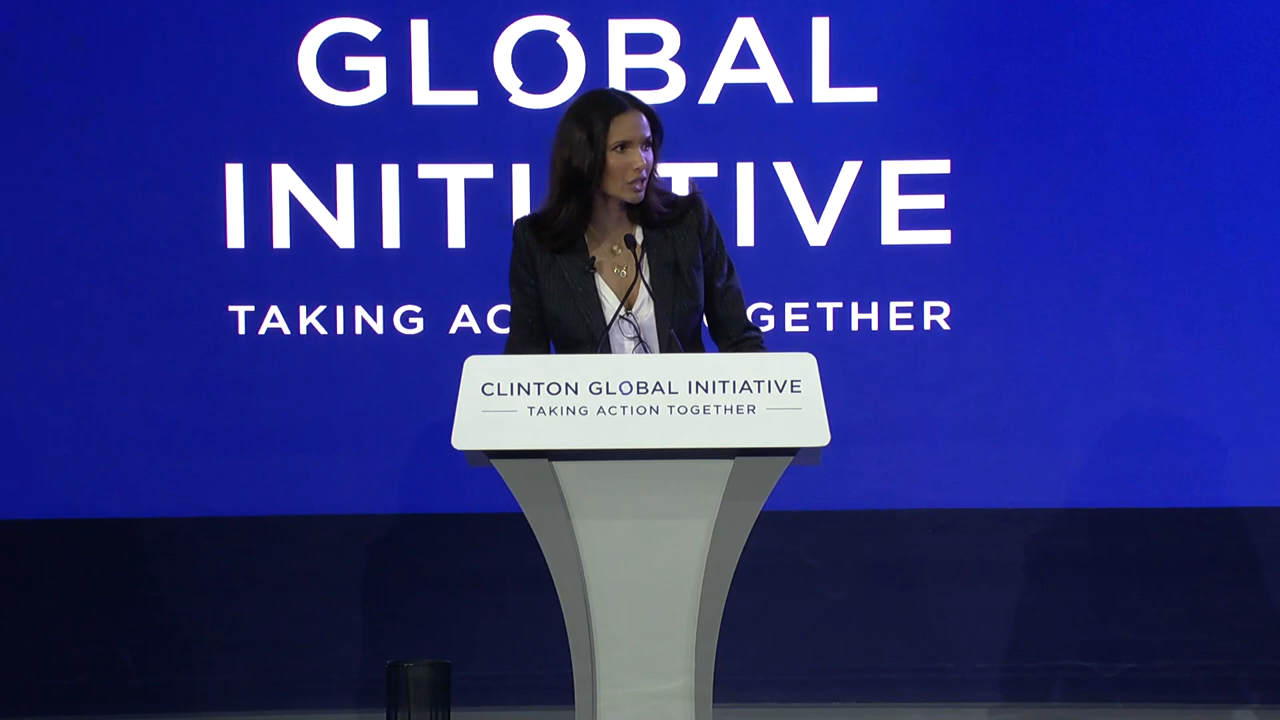 GLOBAL
INITIATIVE
TAKING AC GETHER
CLINTON GLOBAL INITIATIVE
TAKING ACTION TOGETHER